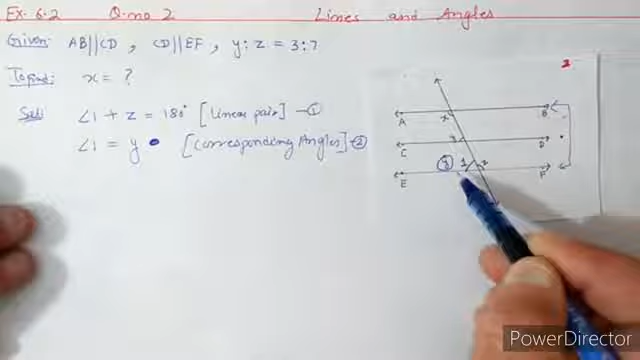 Ex. 6.2 Q. no 2 Lines and Angles
Given: AB||CD, CD||EF, y:z = 3:7
To find: x = ?
Sol: ∠1 + z = 180° [linear pair] - ①
∠1 = y [corresponding Angles] - ②
2
A B
x
C D
y
y 1 z
E F
PowerDirector